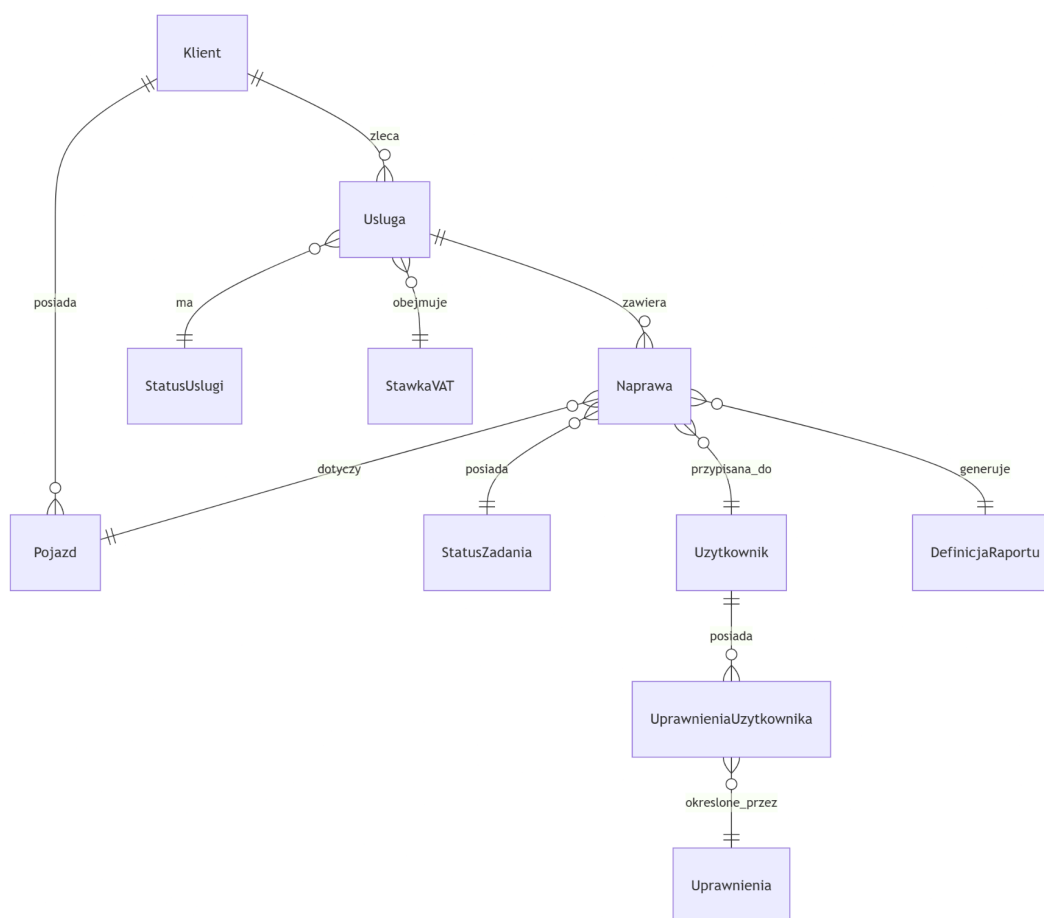 Klient
zleca
Usluga
posiada
ma
obejmuje
zawiera
StatusUslugi
StawkaVAT
Naprawa
dotyczy
posiada
przypisana_do
generuje
Pojazd
StatusZadania
Uzytkownik
DefinicjaRaportu
posiada
UprawnieniaUzytkownika
okreslone_przez
Uprawnienia